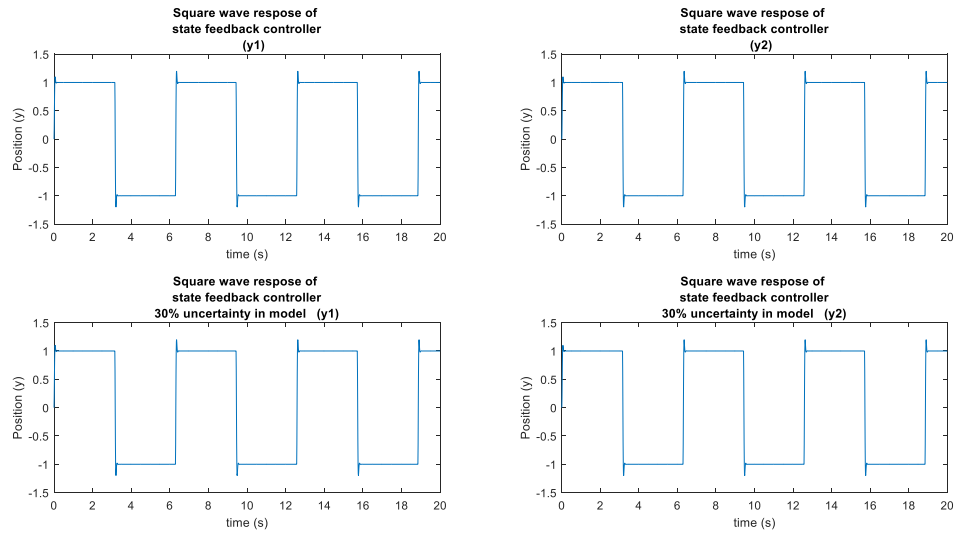 Square wave respose of
state feedback controller
(y1)
1.5
1
0.5
0
-0.5
-1
-1.5
Position (y)
0 2 4 6 8 10 12 14 16 18 20
time (s)
Square wave respose of
state feedback controller
(y2)
1.5
1
0.5
0
-0.5
-1
-1.5
Position (y)
0 2 4 6 8 10 12 14 16 18 20
time (s)
Square wave respose of
state feedback controller
30% uncertainty in model (y1)
1.5
1
0.5
0
-0.5
-1
-1.5
Position (y)
0 2 4 6 8 10 12 14 16 18 20
time (s)
Square wave respose of
state feedback controller
30% uncertainty in model (y2)
1.5
1
0.5
0
-0.5
-1
-1.5
Position (y)
0 2 4 6 8 10 12 14 16 18 20
time (s)